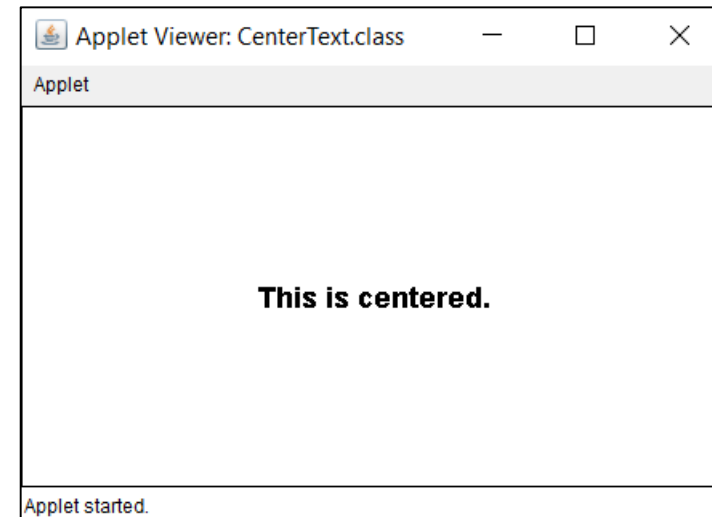 Applet Viewer: CenterText.class
Applet
This is centered.
Applet started.